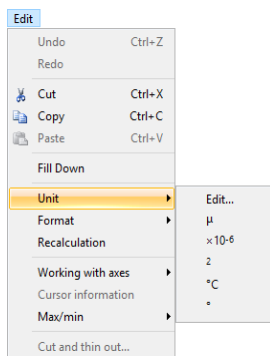 Edit
Undo Ctrl+Z
Redo
Cut Ctrl+X
Copy Ctrl+C
Paste Ctrl+V
Fill Down
Unit
Format
Recalculation
Working with axes
Cursor information
Max/min
Cut and thin out...
Edit...
μ
×10-6
2
°C
°